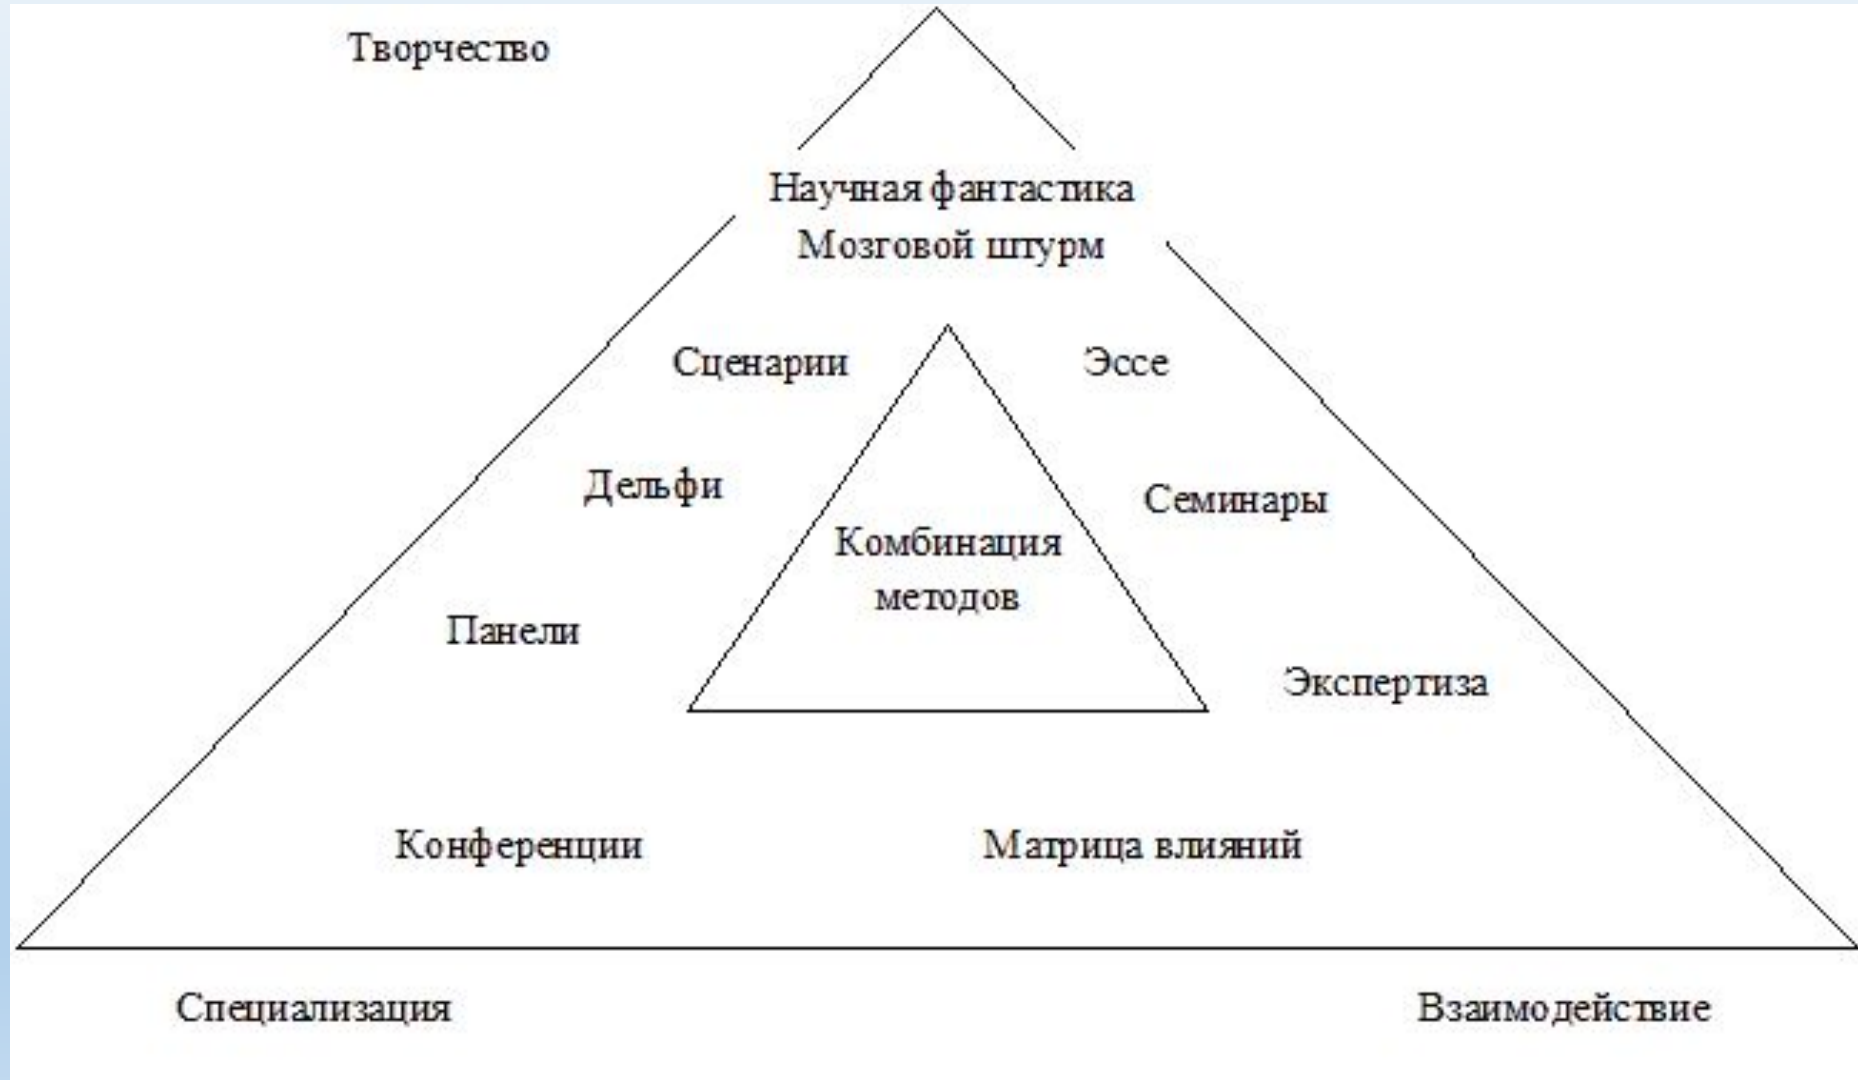 Творчество
Научная фантастика
Мозговой штурм
Сценарии
Эссе
Дельфи
Семинары
Комбинация
методов
Панели
Экспертиза
Конференции
Матрица влияний
Специализация
Взаимодействие